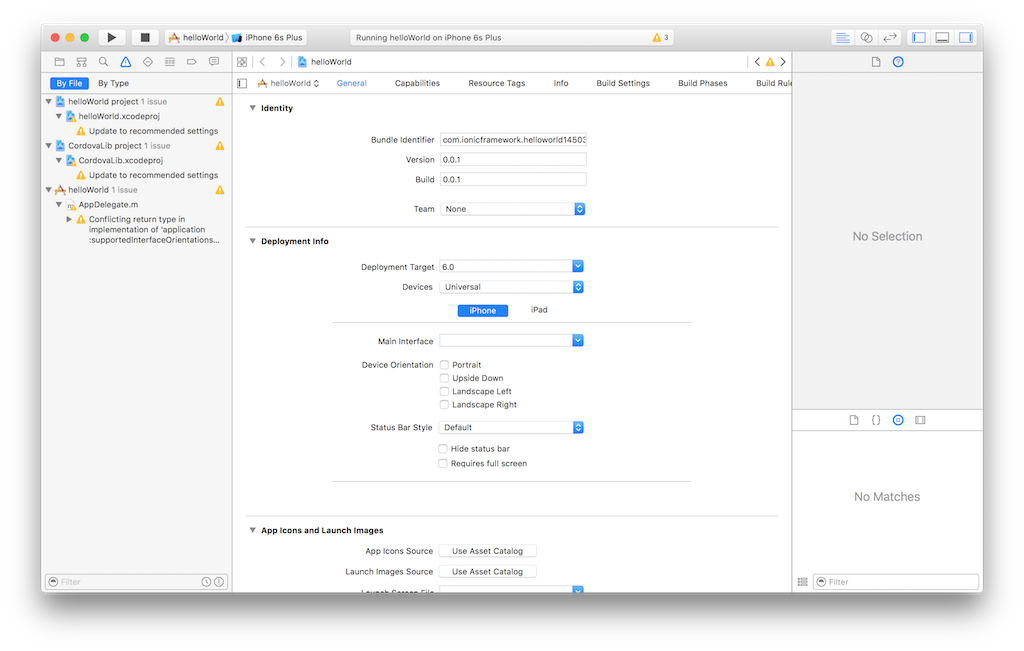 helloWorld iPhone 6s Plus
Running helloWorld on iPhone 6s Plus
3
helloWorld
By File By Type
helloWorld project 1 issue
helloWorld.xcodeproj
Update to recommended settings
CordovaLib project 1 issue
CordovaLib.xcodeproj
Update to recommended settings
helloWorld 1 issue
AppDelegate.m
Conflicting return type in
implementation of 'application
:supportedInterfaceOrientations...
Filter
helloWorld General Capabilities Resource Tags Info Build Settings Build Phases Build Rule
Identity
Bundle Identifier com.ionicframework.helloworld14503
Version 0.0.1
Build 0.0.1
Team None
Deployment Info
Deployment Target 6.0
Devices Universal
iPhone iPad
Main Interface
Device Orientation Portrait
Upside Down
Landscape Left
Landscape Right
Status Bar Style Default
Hide status bar
Requires full screen
App Icons and Launch Images
App Icons Source Use Asset Catalog
Launch Images Source Use Asset Catalog
Launch Screen File
No Selection
No Matches
Filter